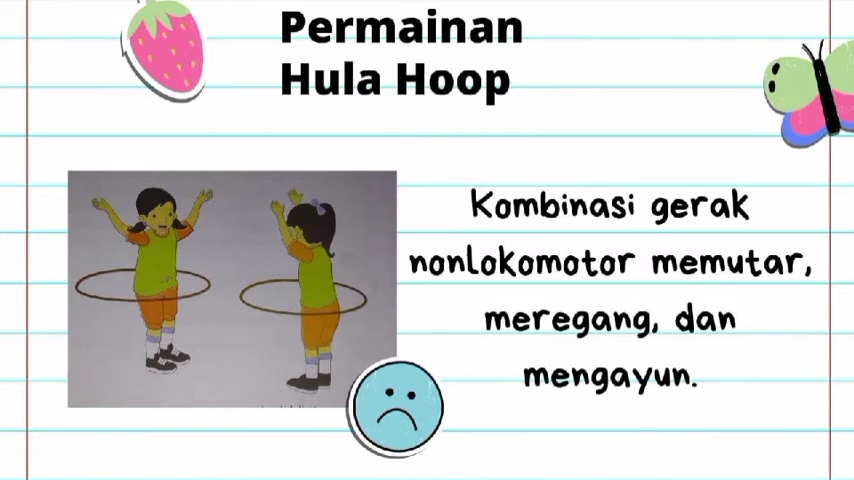 Permainan
Hula Hoop
Kombinasi gerak
nonlokomotor memutar,
meregang, dan
mengayun.